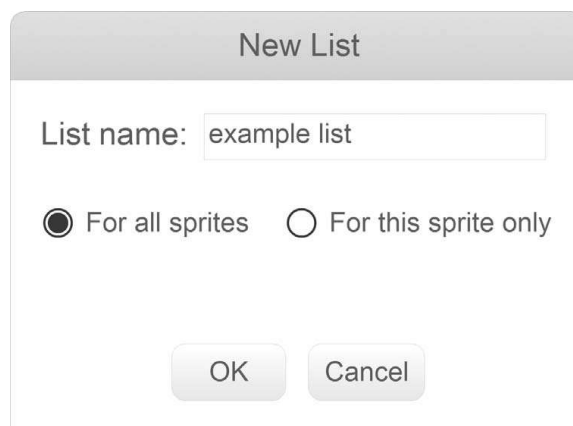 New List
List name: example list
For all sprites For this sprite only
OK Cancel